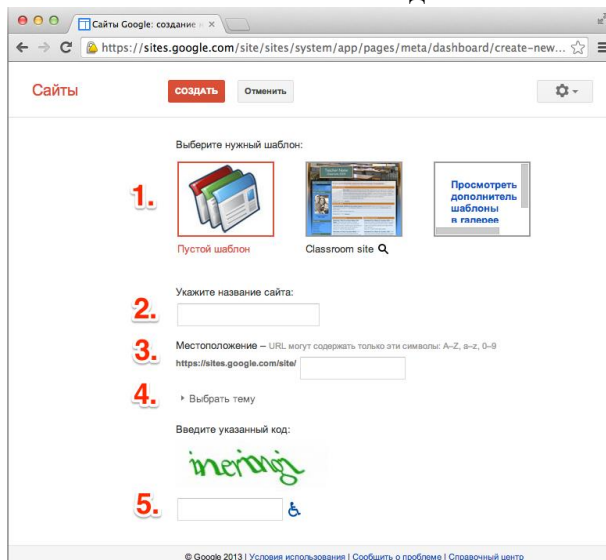 Сайты Google: создание
https://sites.google.com/site/sites/system/app/pages/meta/dashboard/create-new...
Сайты
СОЗДАТЬ
Отменить
Выберите нужный шаблон:
1.
Просмотреть
дополнитель
шаблоны
в галерее
Пустой шаблон
Classroom site
Укажите название сайта:
2.
3.
Местоположение – URL могут содержать только эти символы: A–Z, a–z, 0–9
https://sites.google.com/site/
4.
Выбрать тему
Введите указанный код:
5.
© Google 2013 | Условия использования | Сообщить о проблеме | Справочный центр